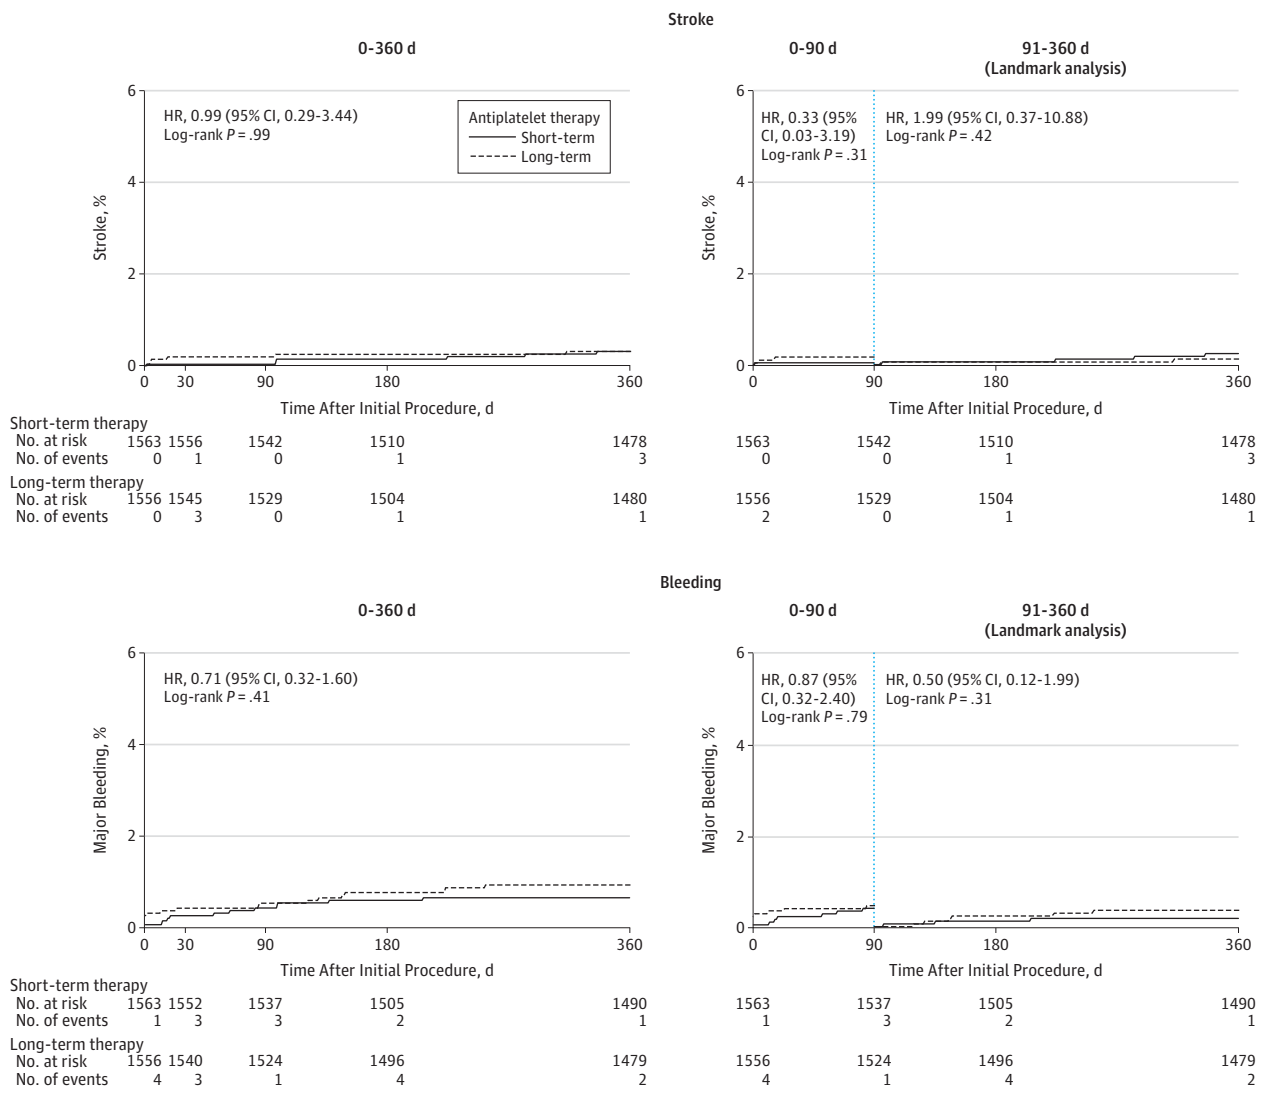 Stroke
0-360 d
0-90 d
91-360 d
(Landmark analysis)
6
4
2
0
Stroke, %
HR, 0.99 (95% CI, 0.29-3.44)
Log-rank P = .99
Antiplatelet therapy
Short-term
Long-term
0 30 90 180 360
Time After Initial Procedure, d
6
4
2
0
Stroke, %
HR, 0.33 (95%
CI, 0.03-3.19)
Log-rank P = .31
HR, 1.99 (95% CI, 0.37-10.88)
Log-rank P = .42
0 90 180 360
Time After Initial Procedure, d
Short-term therapy
No. at risk 1563 1556 1542 1510 1478 1563 1542 1510 1478
No. of events 0 1 0 1 3 0 0 1 3
Long-term therapy
No. at risk 1556 1545 1529 1504 1480 1556 1529 1504 1480
No. of events 0 3 0 1 1 2 0 1 1
Bleeding
0-360 d
0-90 d
91-360 d
(Landmark analysis)
6
4
2
0
Major Bleeding, %
HR, 0.71 (95% CI, 0.32-1.60)
Log-rank P = .41
0 30 90 180 360
Time After Initial Procedure, d
6
4
2
0
Major Bleeding, %
HR, 0.87 (95%
CI, 0.32-2.40)
Log-rank P = .79
HR, 0.50 (95% CI, 0.12-1.99)
Log-rank P = .31
0 90 180 360
Time After Initial Procedure, d
Short-term therapy
No. at risk 1563 1552 1537 1505 1490 1563 1537 1505 1490
No. of events 1 3 3 2 1 1 3 2 1
Long-term therapy
No. at risk 1556 1540 1524 1496 1479 1556 1524 1496 1479
No. of events 4 3 1 4 2 4 1 4 2